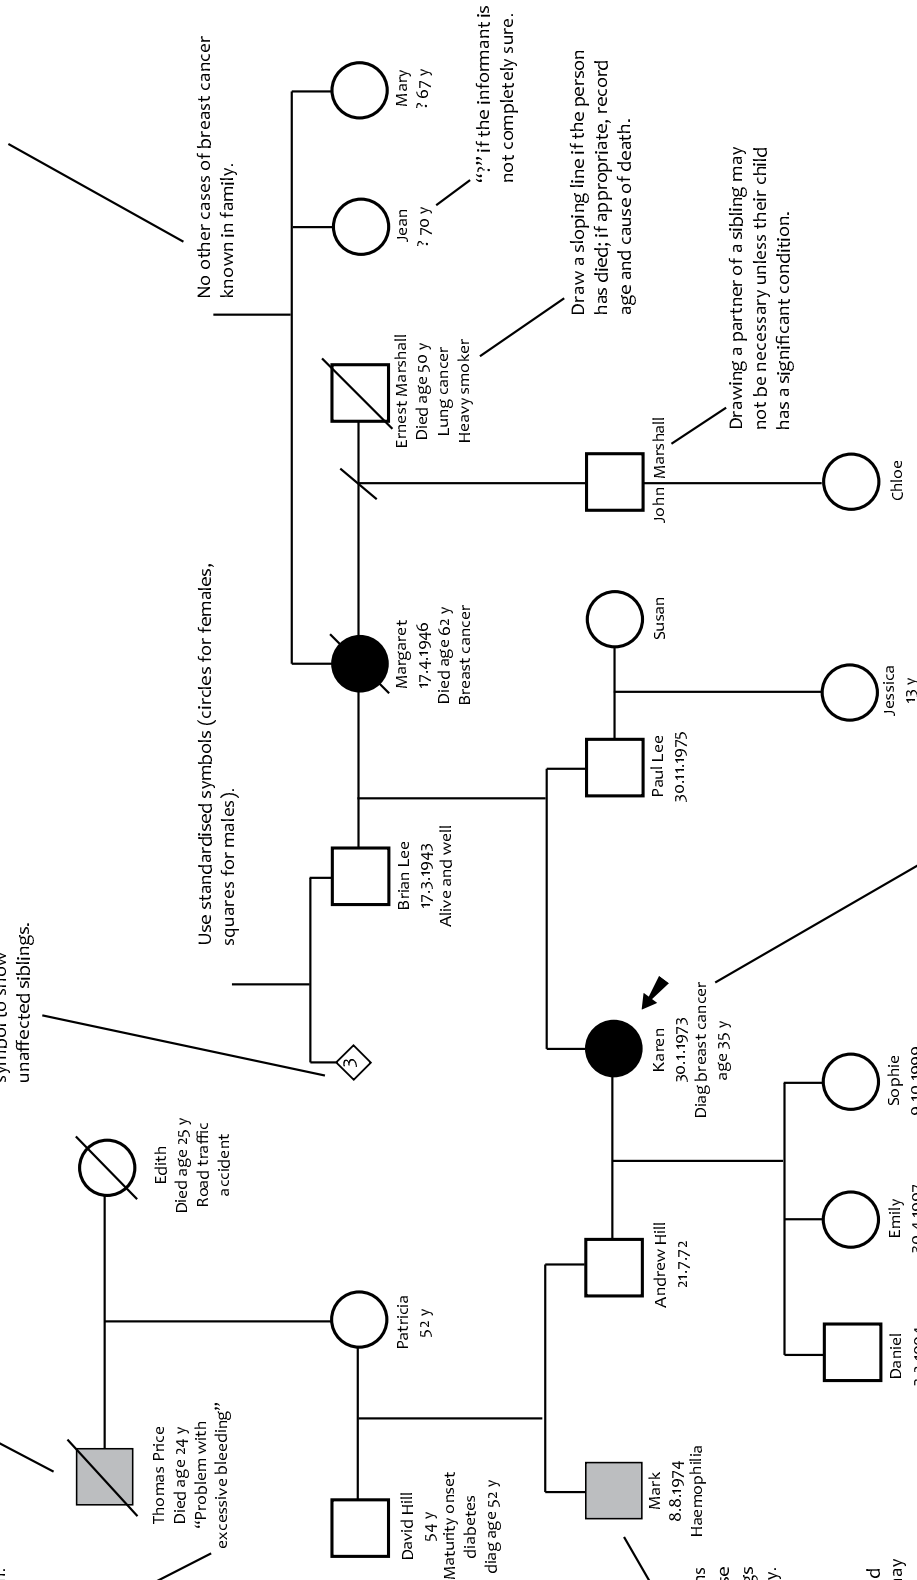 symbol to show
unaffected siblings.
Thomas Price
Died age 24 y
“Problem with
excessive bleeding”
Edith
Died age 25 y
Road traffic
accident
Use standardised symbols (circles for females,
squares for males).
No other cases of breast cancer
known in family.
3
David Hill
54 y
Maturity onset
diabetes
diag age 52 y
Patricia
52 y
Brian Lee
17.3.1943
Alive and well
Margaret
17.4.1946
Died age 62 y
Breast cancer
Ernest Marshall
Died age 50 y
Lung cancer
Heavy smoker
Jean
? 70 y
Mary
? 67 y
“?” if the informant is
not completely sure.
Draw a sloping line if the person
has died; if appropriate, record
age and cause of death.
Mark
8.8.1974
Haemophilia
Andrew Hill
21.7.72
Karen
30.1.1973
Diag breast cancer
age 35 y
Paul Lee
30.11.1975
Susan
John Marshall
Drawing a partner of a sibling may
not be necessary unless their child
has a significant condition.
Daniel
Emily
Sophie
Jessica
13 y
Chloe